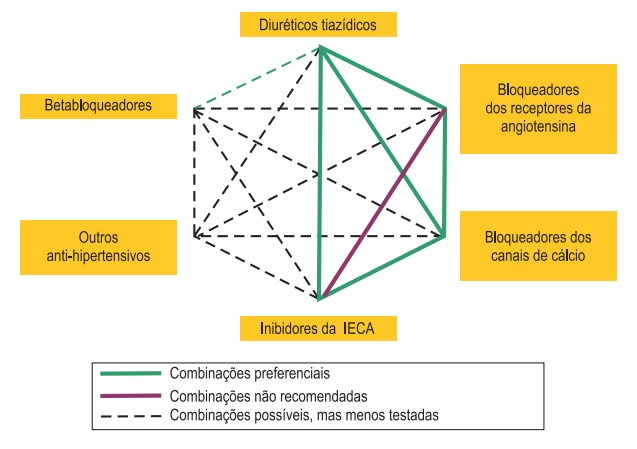 Diuréticos tiazídicos
Betabloqueadores
Bloqueadores
dos receptores da
angiotensina
Outros
anti-hipertensivos
Bloqueadores dos
canais de cálcio
Inibidores da IECA
Combinações preferenciais
Combinações não recomendadas
Combinações possíveis, mas menos testadas